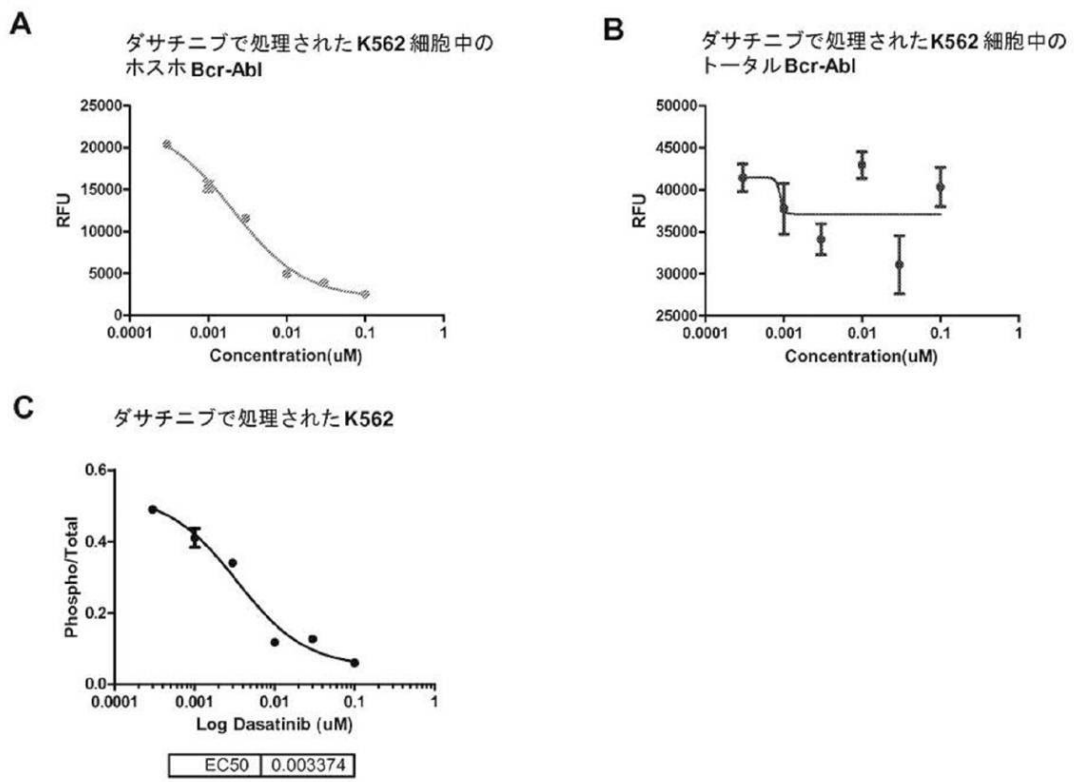 A
ダサチニブで処理されたK562 細胞中の
ホスホ Bcr-Abl
25000
20000
15000
10000
5000
0
RFU
0.0001
0.001
0.01
0.1
1
Concentration(uM)
B
ダサチニブで処理されたK562 細胞中の
トータル Bcr-Abl
50000
45000
40000
35000
30000
25000
RFU
0.0001
0.001
0.01
0.1
1
Concentration(uM)
C
ダサチニブで処理されたK562
0.6
0.4
0.2
0.0
Phospho/Total
0.0001
0.001
0.01
0.1
1
Log Dasatinib (uM)
EC50 0.003374